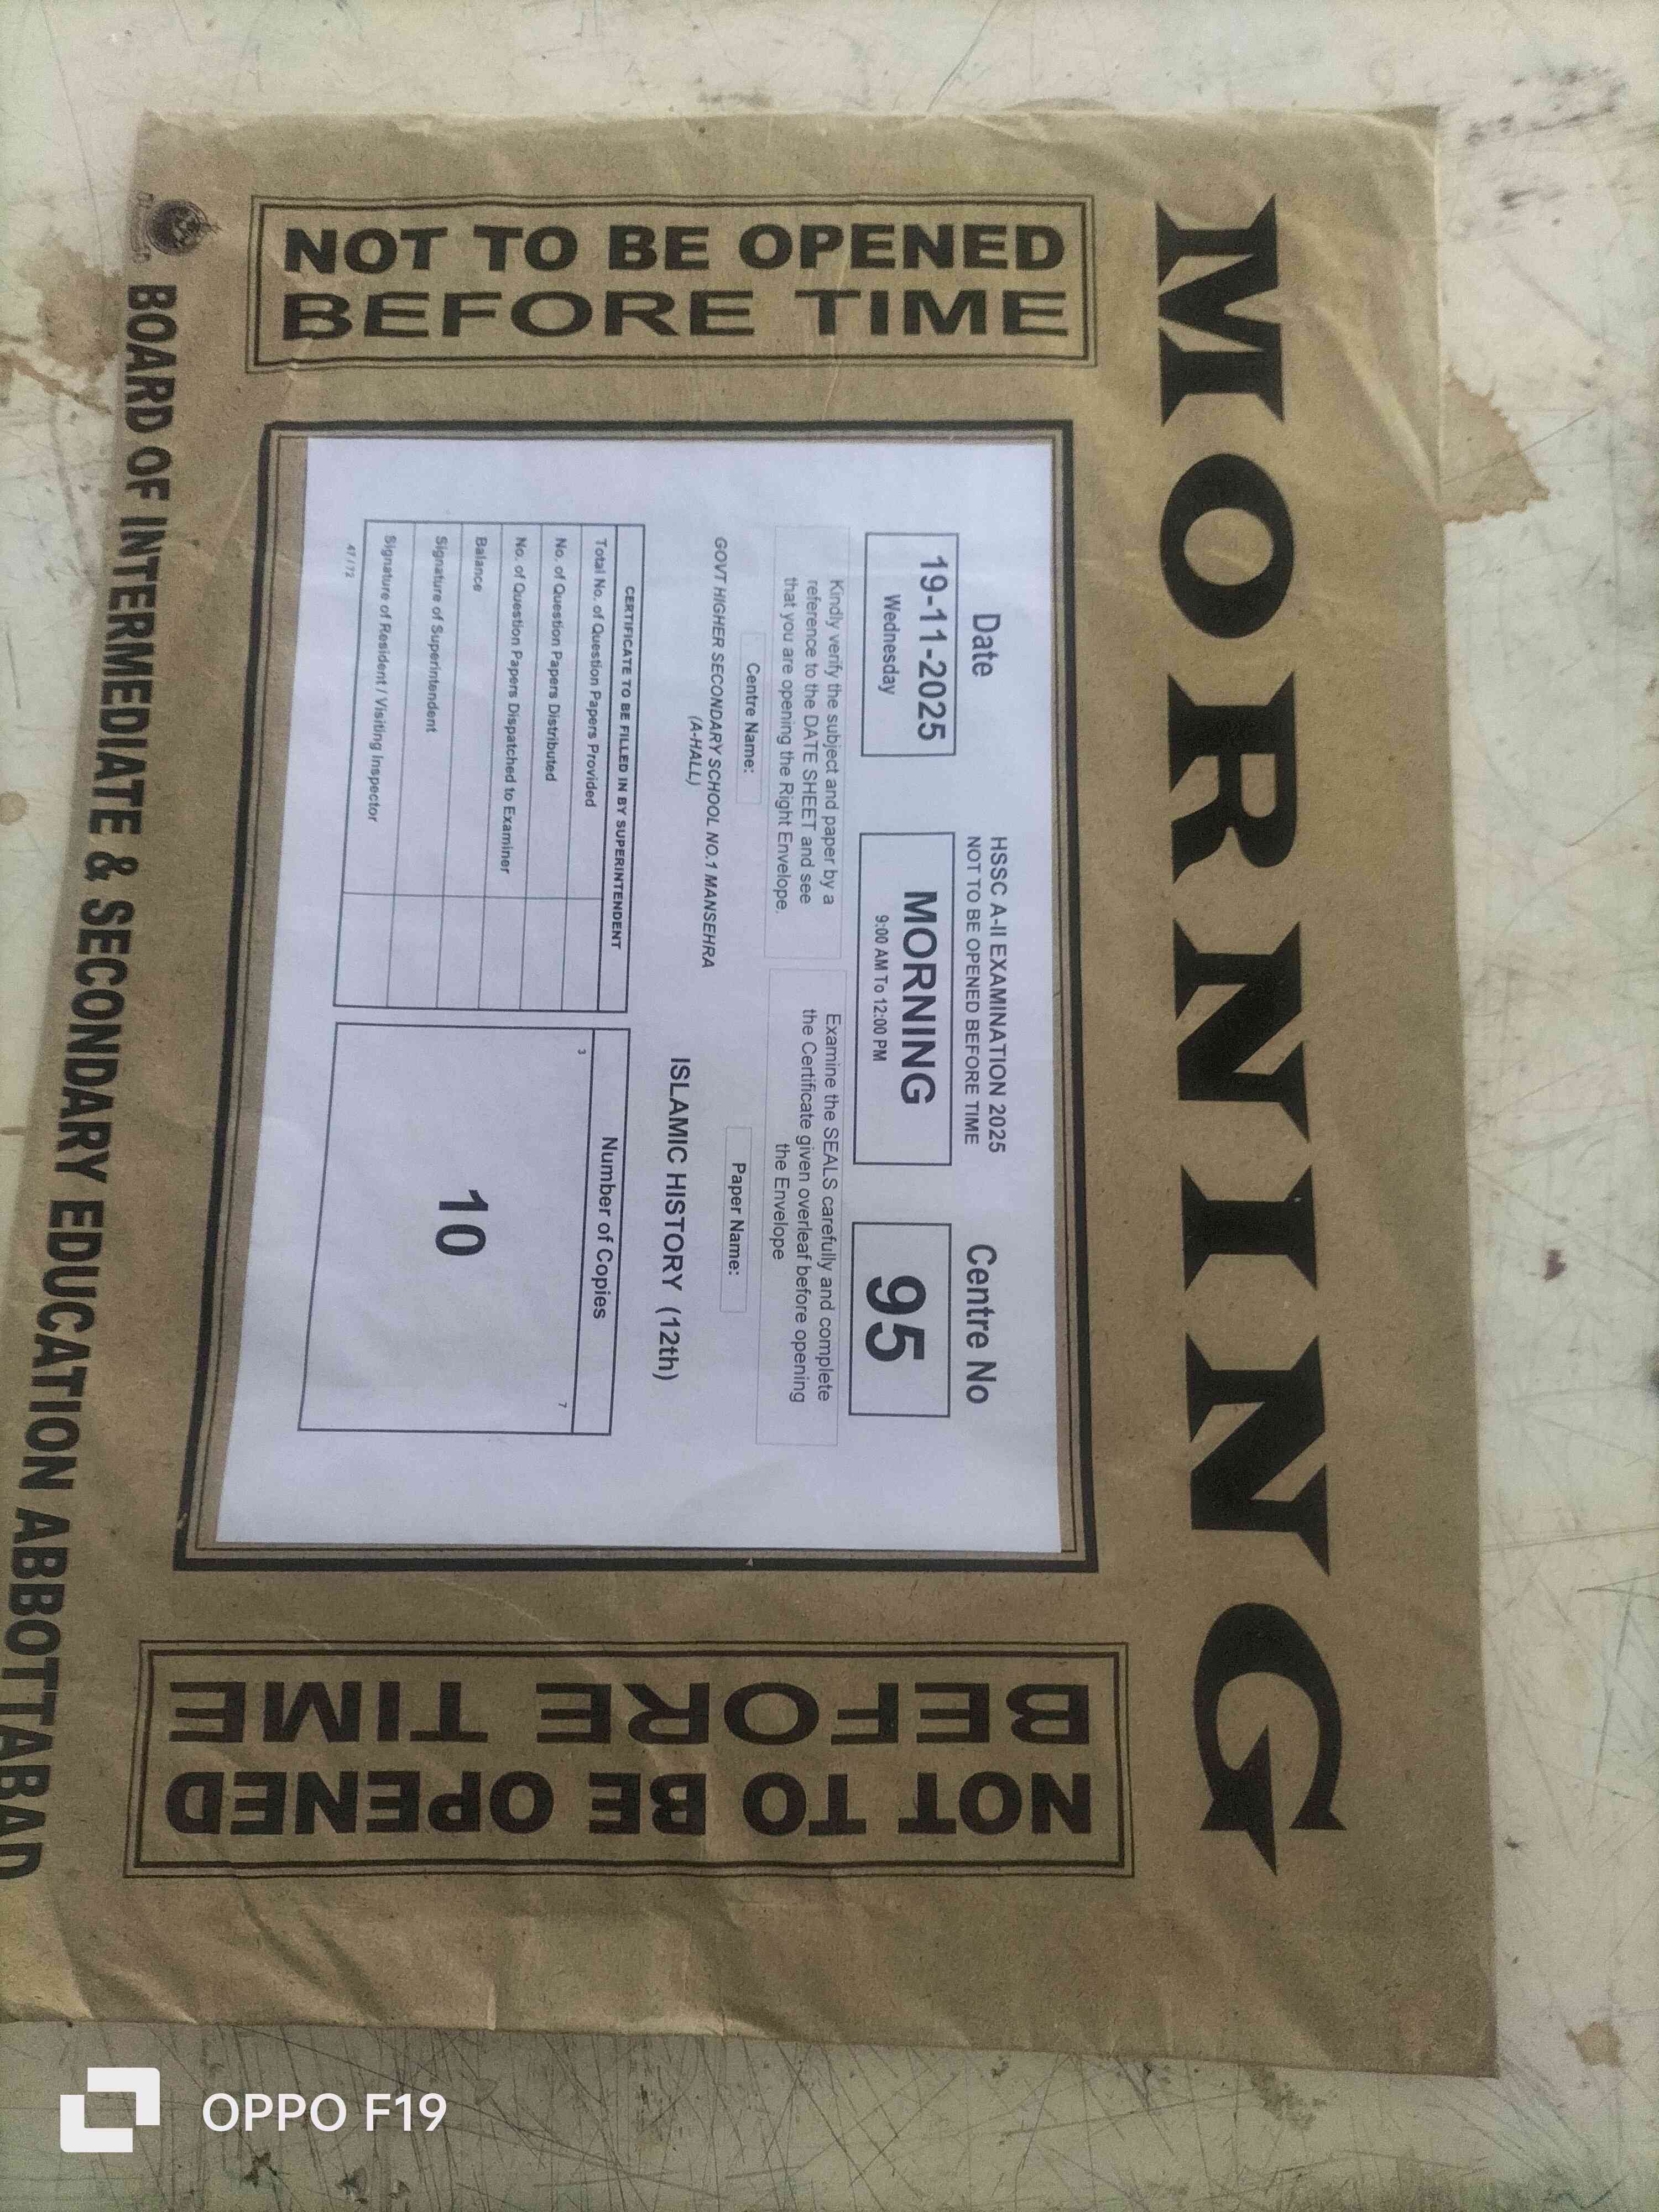 MORNING
NOT TO BE OPENED
BEFORE TIME
Date
HSSC A-II EXAMINATION 2025
NOT TO BE OPENED BEFORE TIME
Centre No
19-11-2025
Wednesday
MORNING
9:00 AM To 12:00 PM
95
Kindly verify the subject and paper by a
reference to the DATE SHEET and see
that you are opening the Right Envelope.
Examine the SEALS carefully and complete
the Certificate given overleaf before opening
the Envelope
Centre Name:
GOVT HIGHER SECONDARY SCHOOL NO.1 MANSEHRA
(A-HALL)
Paper Name:
ISLAMIC HISTORY (12th)
CERTIFICATE TO BE FILLED IN BY SUPERINTENDENT
Total No. of Question Papers Provided
No. of Question Papers Distributed
No. of Question Papers Dispatched to Examiner
Balance
Signature of Superintendent
Signature of Resident / Visiting Inspector
47 / 72
Number of Copies
3
7
10
NOT TO BE OPENED
BEFORE TIME
BOARD OF INTERMEDIATE & SECONDARY EDUCATION ABBOTTABAD
OPPO F19